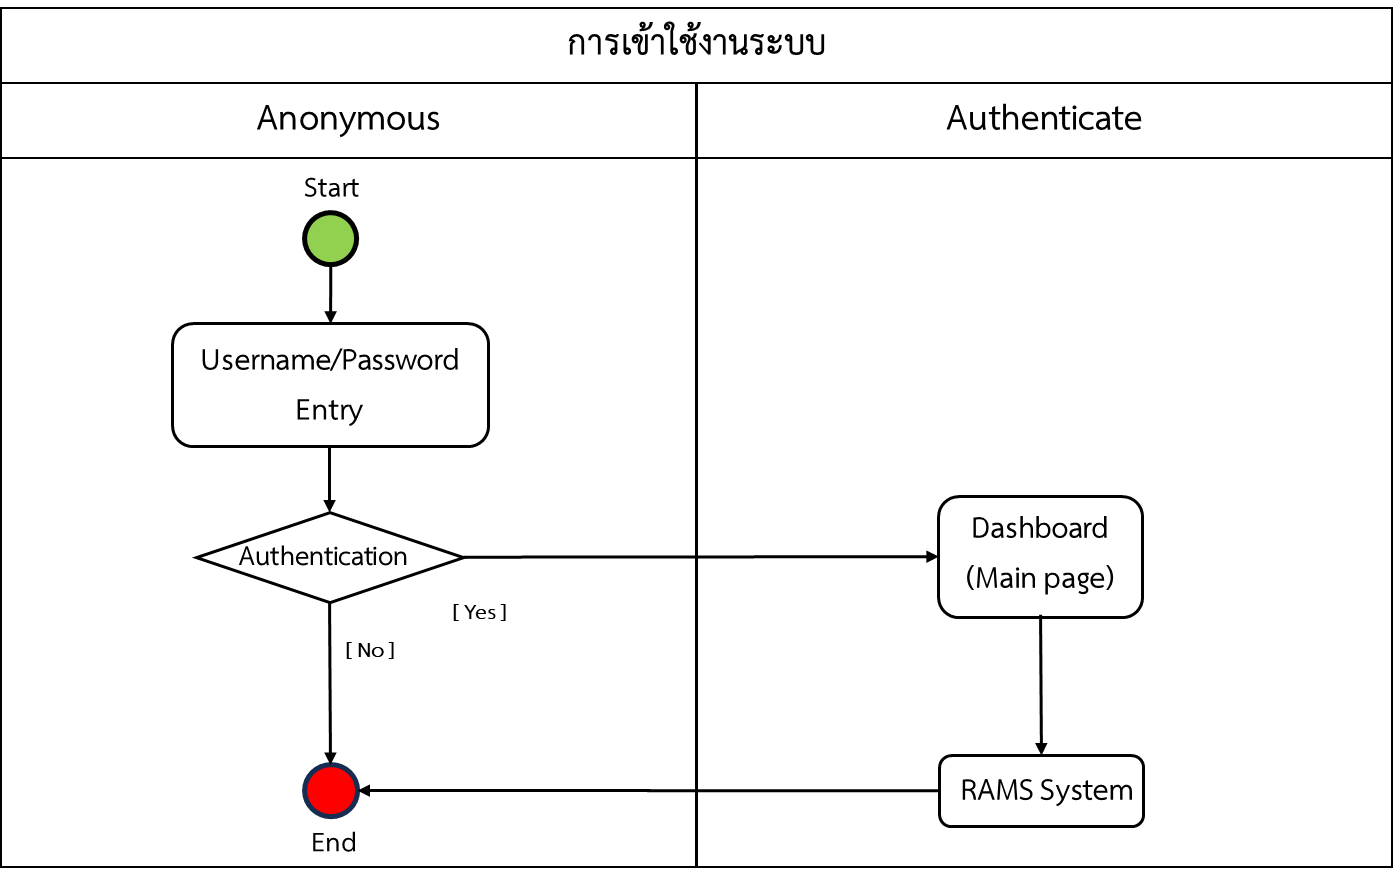 การเข้าใช้งานระบบ
Anonymous
Authenticate
Start
Username/Password
Entry
Authentication
[ Yes ]
[ No ]
Dashboard
(Main page)
RAMS System
End